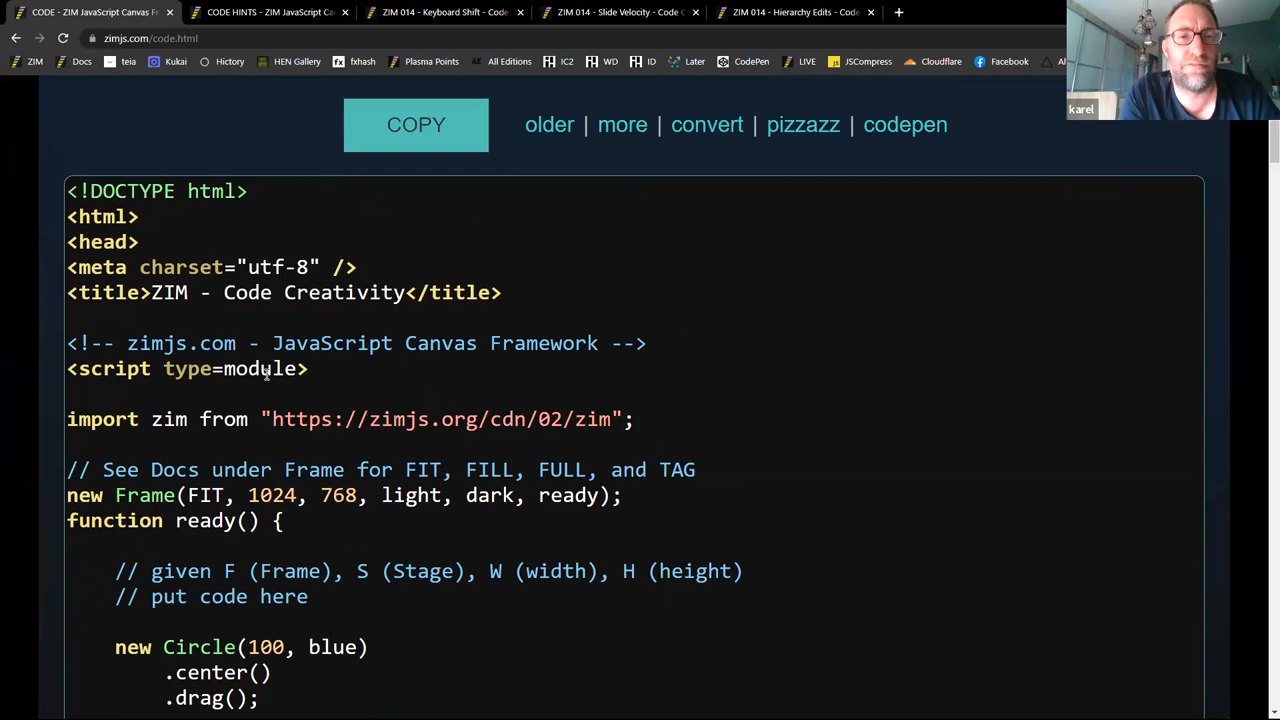 CODE - ZIM JavaScript Canvas Fr
CODE HINTS - ZIM JavaScript Ca
ZIM 014 - Keyboard Shift - Code
ZIM 014 - Slide Velocity - Code C
ZIM 014 - Hierarchy Edits - Code
zimjs.com/code.html
ZIM
Docs
teia
Kukai
Hictory
HEN Gallery
fxhash
Plasma Points
All Editions
IC2
WD
ID
Later
CodePen
LIVE
JSCompress
Cloudflare
Facebook
karel
COPY
older | more | convert | pizzazz | codepen
<!DOCTYPE html>
<html>
<head>
<meta charset="utf-8" />
<title>ZIM - Code Creativity</title>
<!-- zimjs.com - JavaScript Canvas Framework -->
<script type=module>
import zim from "https://zimjs.org/cdn/02/zim";
// See Docs under Frame for FIT, FILL, FULL, and TAG
new Frame(FIT, 1024, 768, light, dark, ready);
function ready() {
// given F (Frame), S (Stage), W (width), H (height)
// put code here
new Circle(100, blue)
.center()
.drag();